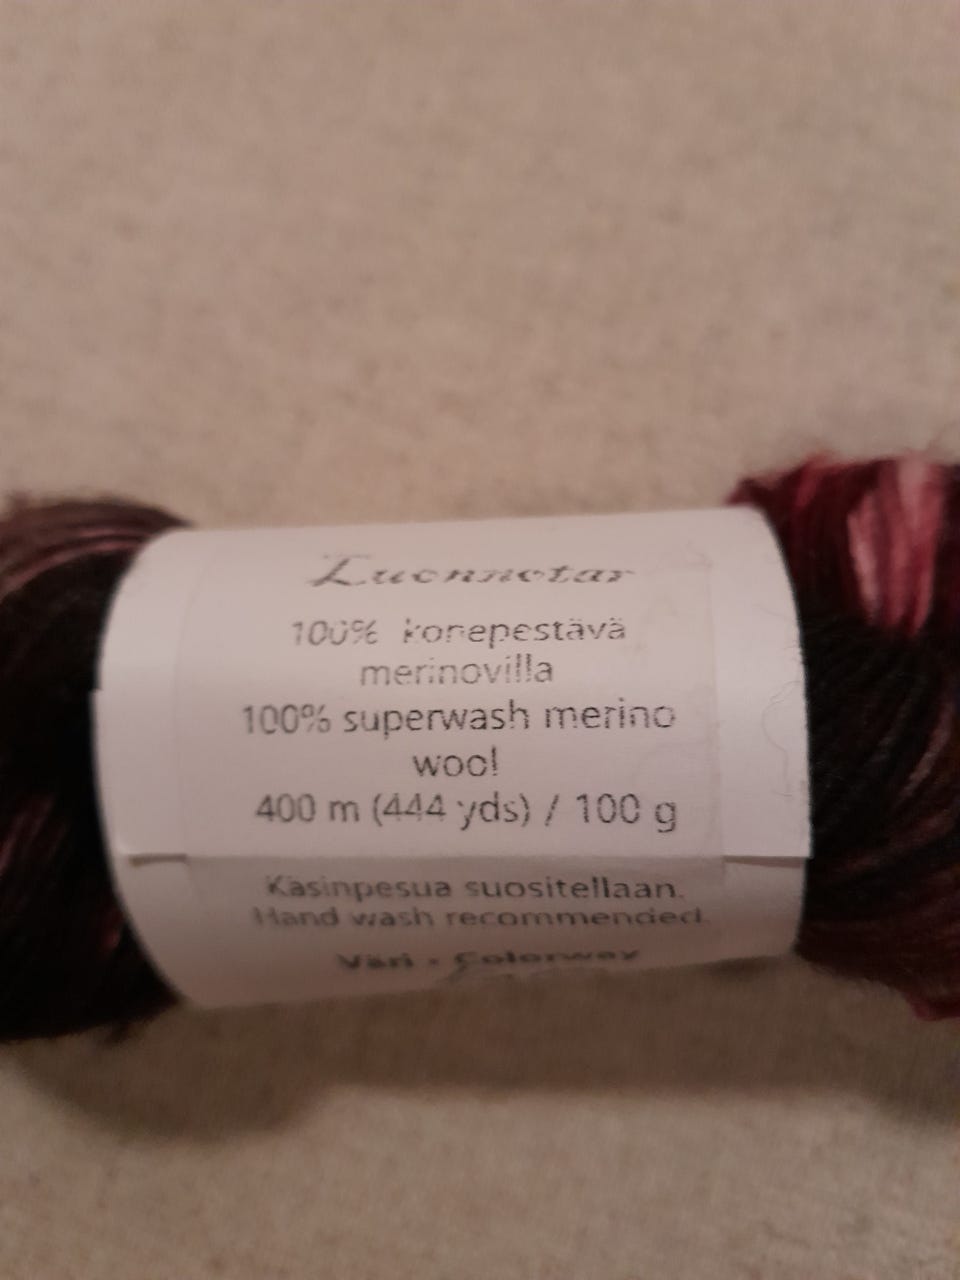 Luonnotar
100% konepestävä
merinovilla
100% superwash merino
wool
400 m (444 yds) / 100 g
Käsinpesua suositellaan.
Hand wash recommended.
Väri - Colorway